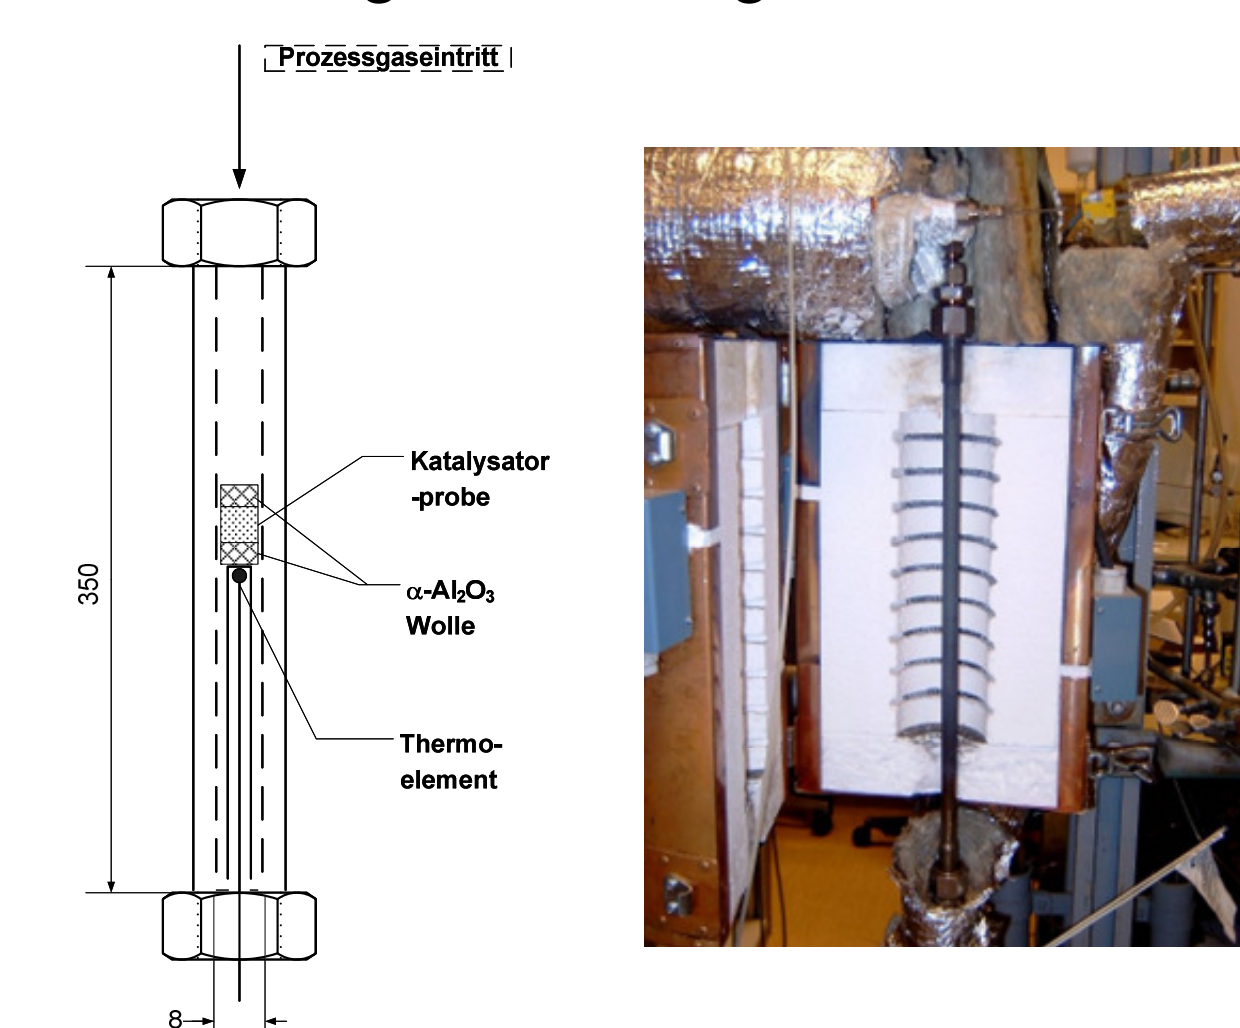 Prozessgaseintritt
Katalysator
-probe
α-Al₂O₃
Wolle
350
Thermo-
element
8